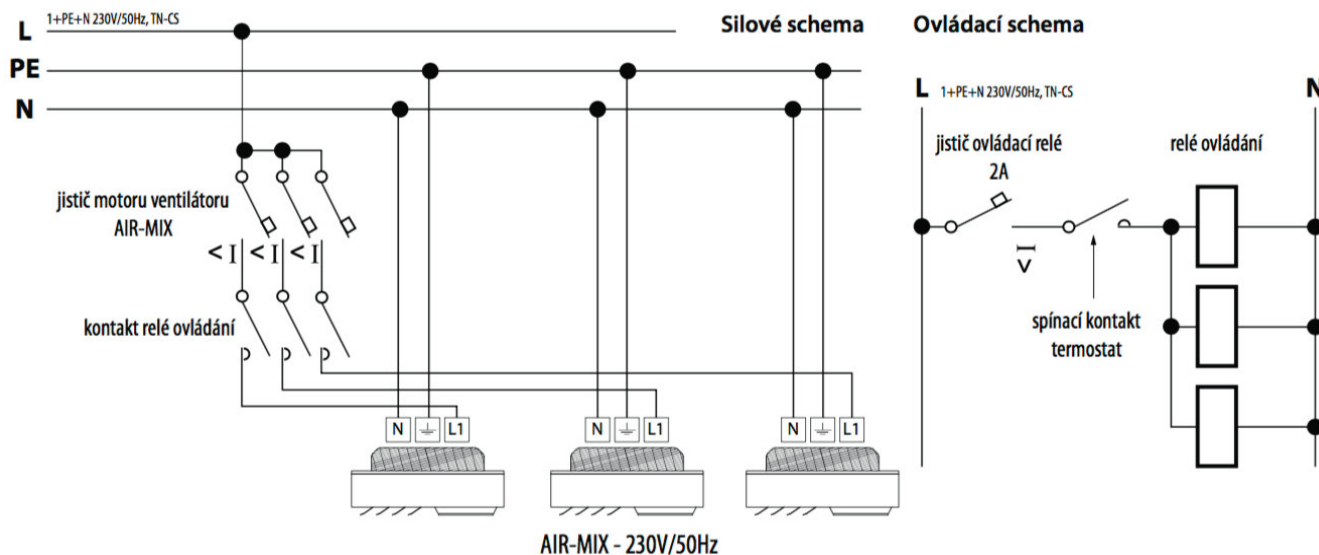 1+PE+N 230V/50Hz, TN-CS
L
PE
N
Silové schema
Ovládací schema
jistič motoru ventilátoru
AIR-MIX
< I < I < I
kontakt relé ovládání
N L1
N L1
N L1
AIR-MIX - 230V/50Hz
L
1+PE+N 230V/50Hz, TN-CS
N
jistič ovládací relé
2A
relé ovládání
I
<
spínací kontakt
termostat